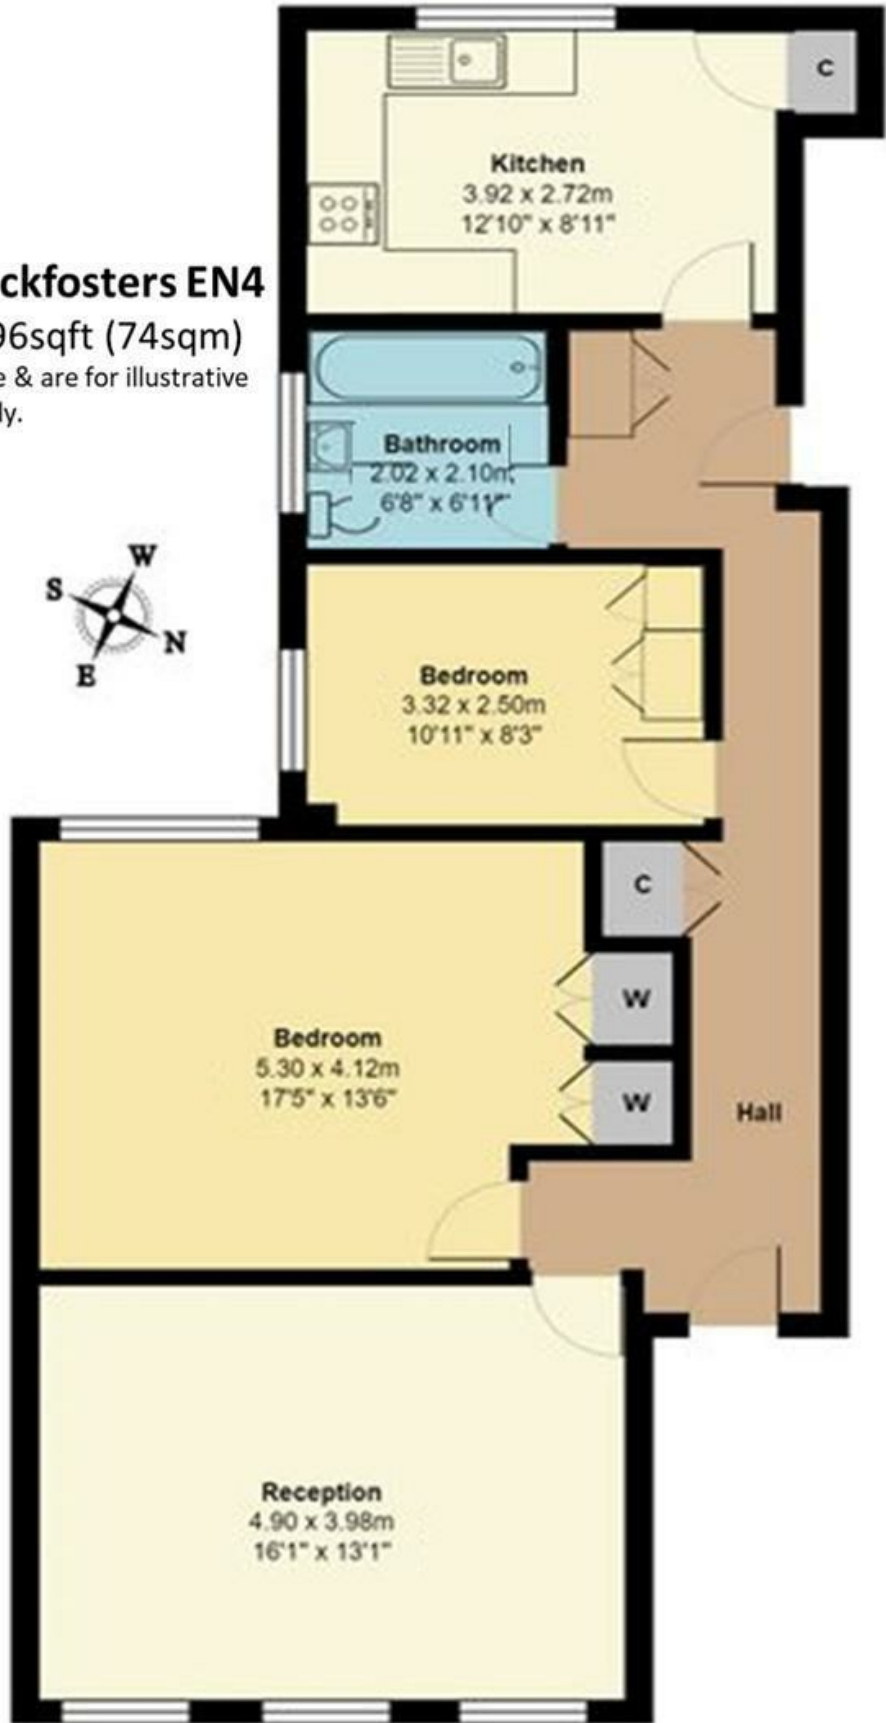 C
Kitchen
3.92 x 2.72m
12'10" x 8'11"
ckfosters EN4
96sqft (74sqm)
e & are for illustrative
ly.
Bathroom
2.02 x 2.10m
6'8" x 6'11"
W
S
N
E
Bedroom
3.32 x 2.50m
10'11" x 8'3"
C
W
Bedroom
5.30 x 4.12m
17'5" x 13'6"
W
Hall
Reception
4.90 x 3.98m
16'1" x 13'1"